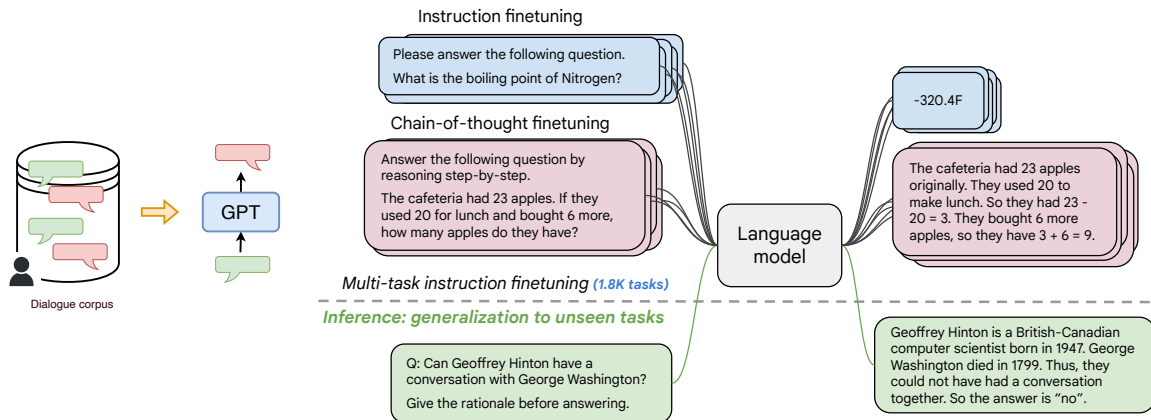 Instruction finetuning
Please answer the following question.
What is the boiling point of Nitrogen?
-320.4F
Chain-of-thought finetuning
Answer the following question by
reasoning step-by-step.
The cafeteria had 23 apples. If they
used 20 for lunch and bought 6 more,
how many apples do they have?
The cafeteria had 23 apples
originally. They used 20 to
make lunch. So they had 23 -
20 = 3. They bought 6 more
apples, so they have 3 + 6 = 9.
GPT
Language
model
Dialogue corpus
Multi-task instruction finetuning (1.8K tasks)
Inference: generalization to unseen tasks
Q: Can Geoffrey Hinton have a
conversation with George Washington?
Give the rationale before answering.
Geoffrey Hinton is a British-Canadian
computer scientist born in 1947. George
Washington died in 1799. Thus, they
could not have had a conversation
together. So the answer is “no”.